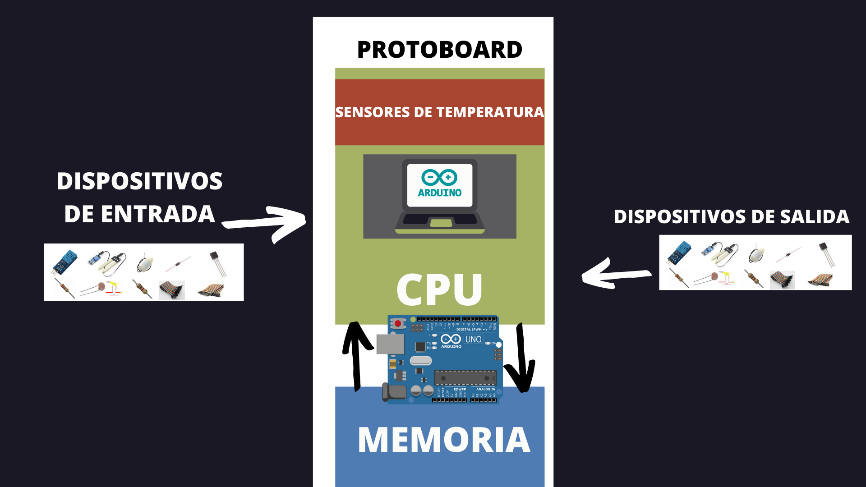 PROTOBOARD
SENSORES DE TEMPERATURA
ARDUINO
DISPOSITIVOS
DE ENTRADA
DISPOSITIVOS DE SALIDA
CPU
UNO
ARDUINO
MEMORIA